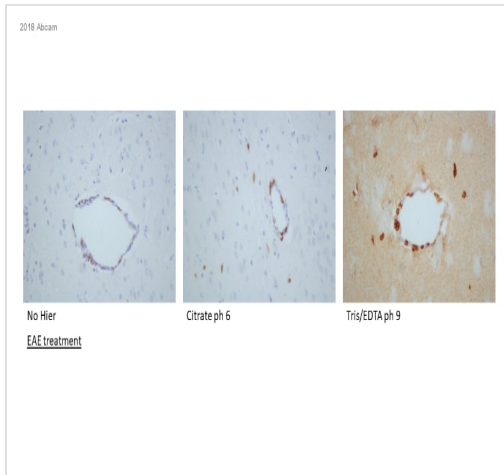 2018 Abcam
No Hier
Citrate ph 6
Tris/EDTA ph 9
EAE treatment